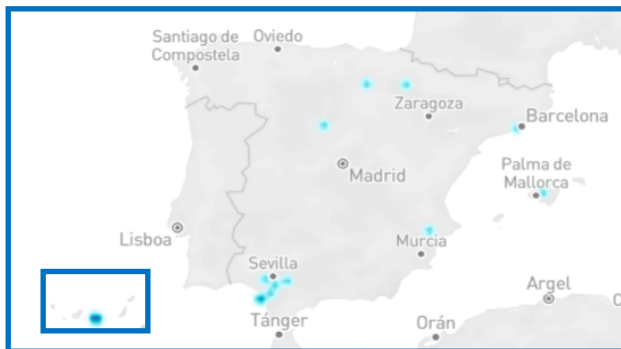 Santiago de
Compostela
Oviedo
Zaragoza
Barcelona
Madrid
Palma de
Mallorca
Lisboa
Murcia
Sevilla
Argel
Tánger
Orán